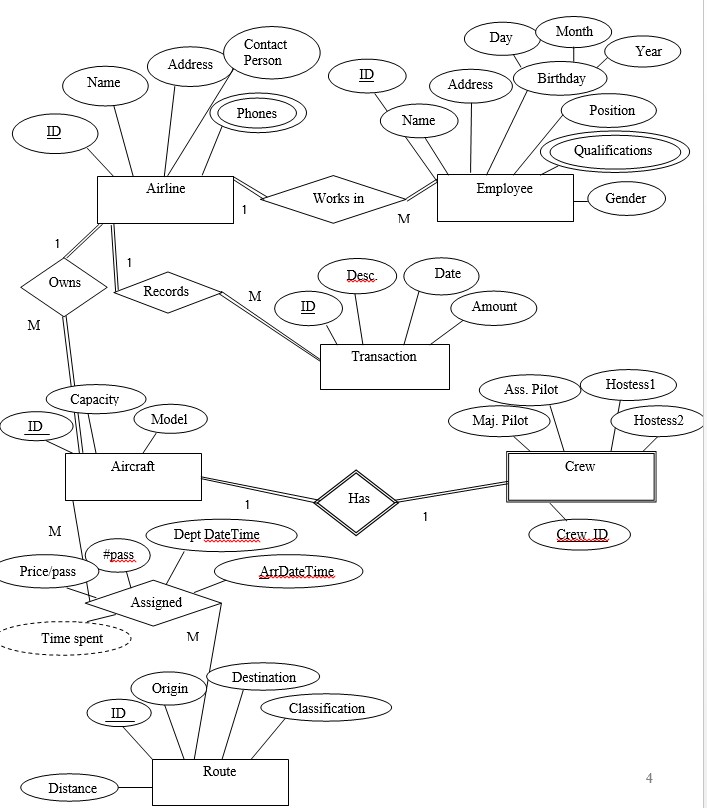 Day
Month
Year
Contact
Person
Name
Address
ID
Address
Birthday
Phones
Name
Position
ID
Qualifications
Airline
Works in
Employee
Gender
1
M
1
1
Owns
Records
Desc.
Date
M
ID
Amount
M
Transaction
Ass. Pilot
Hostess1
Capacity
Model
Maj. Pilot
Hostess2
ID
Aircraft
Crew
Has
1
1
M
Dept DateTime
Crew_ID
#pass
Price/pass
ArrDateTime
Assigned
Time spent
M
Origin
Destination
ID
Classification
Route
Distance
4